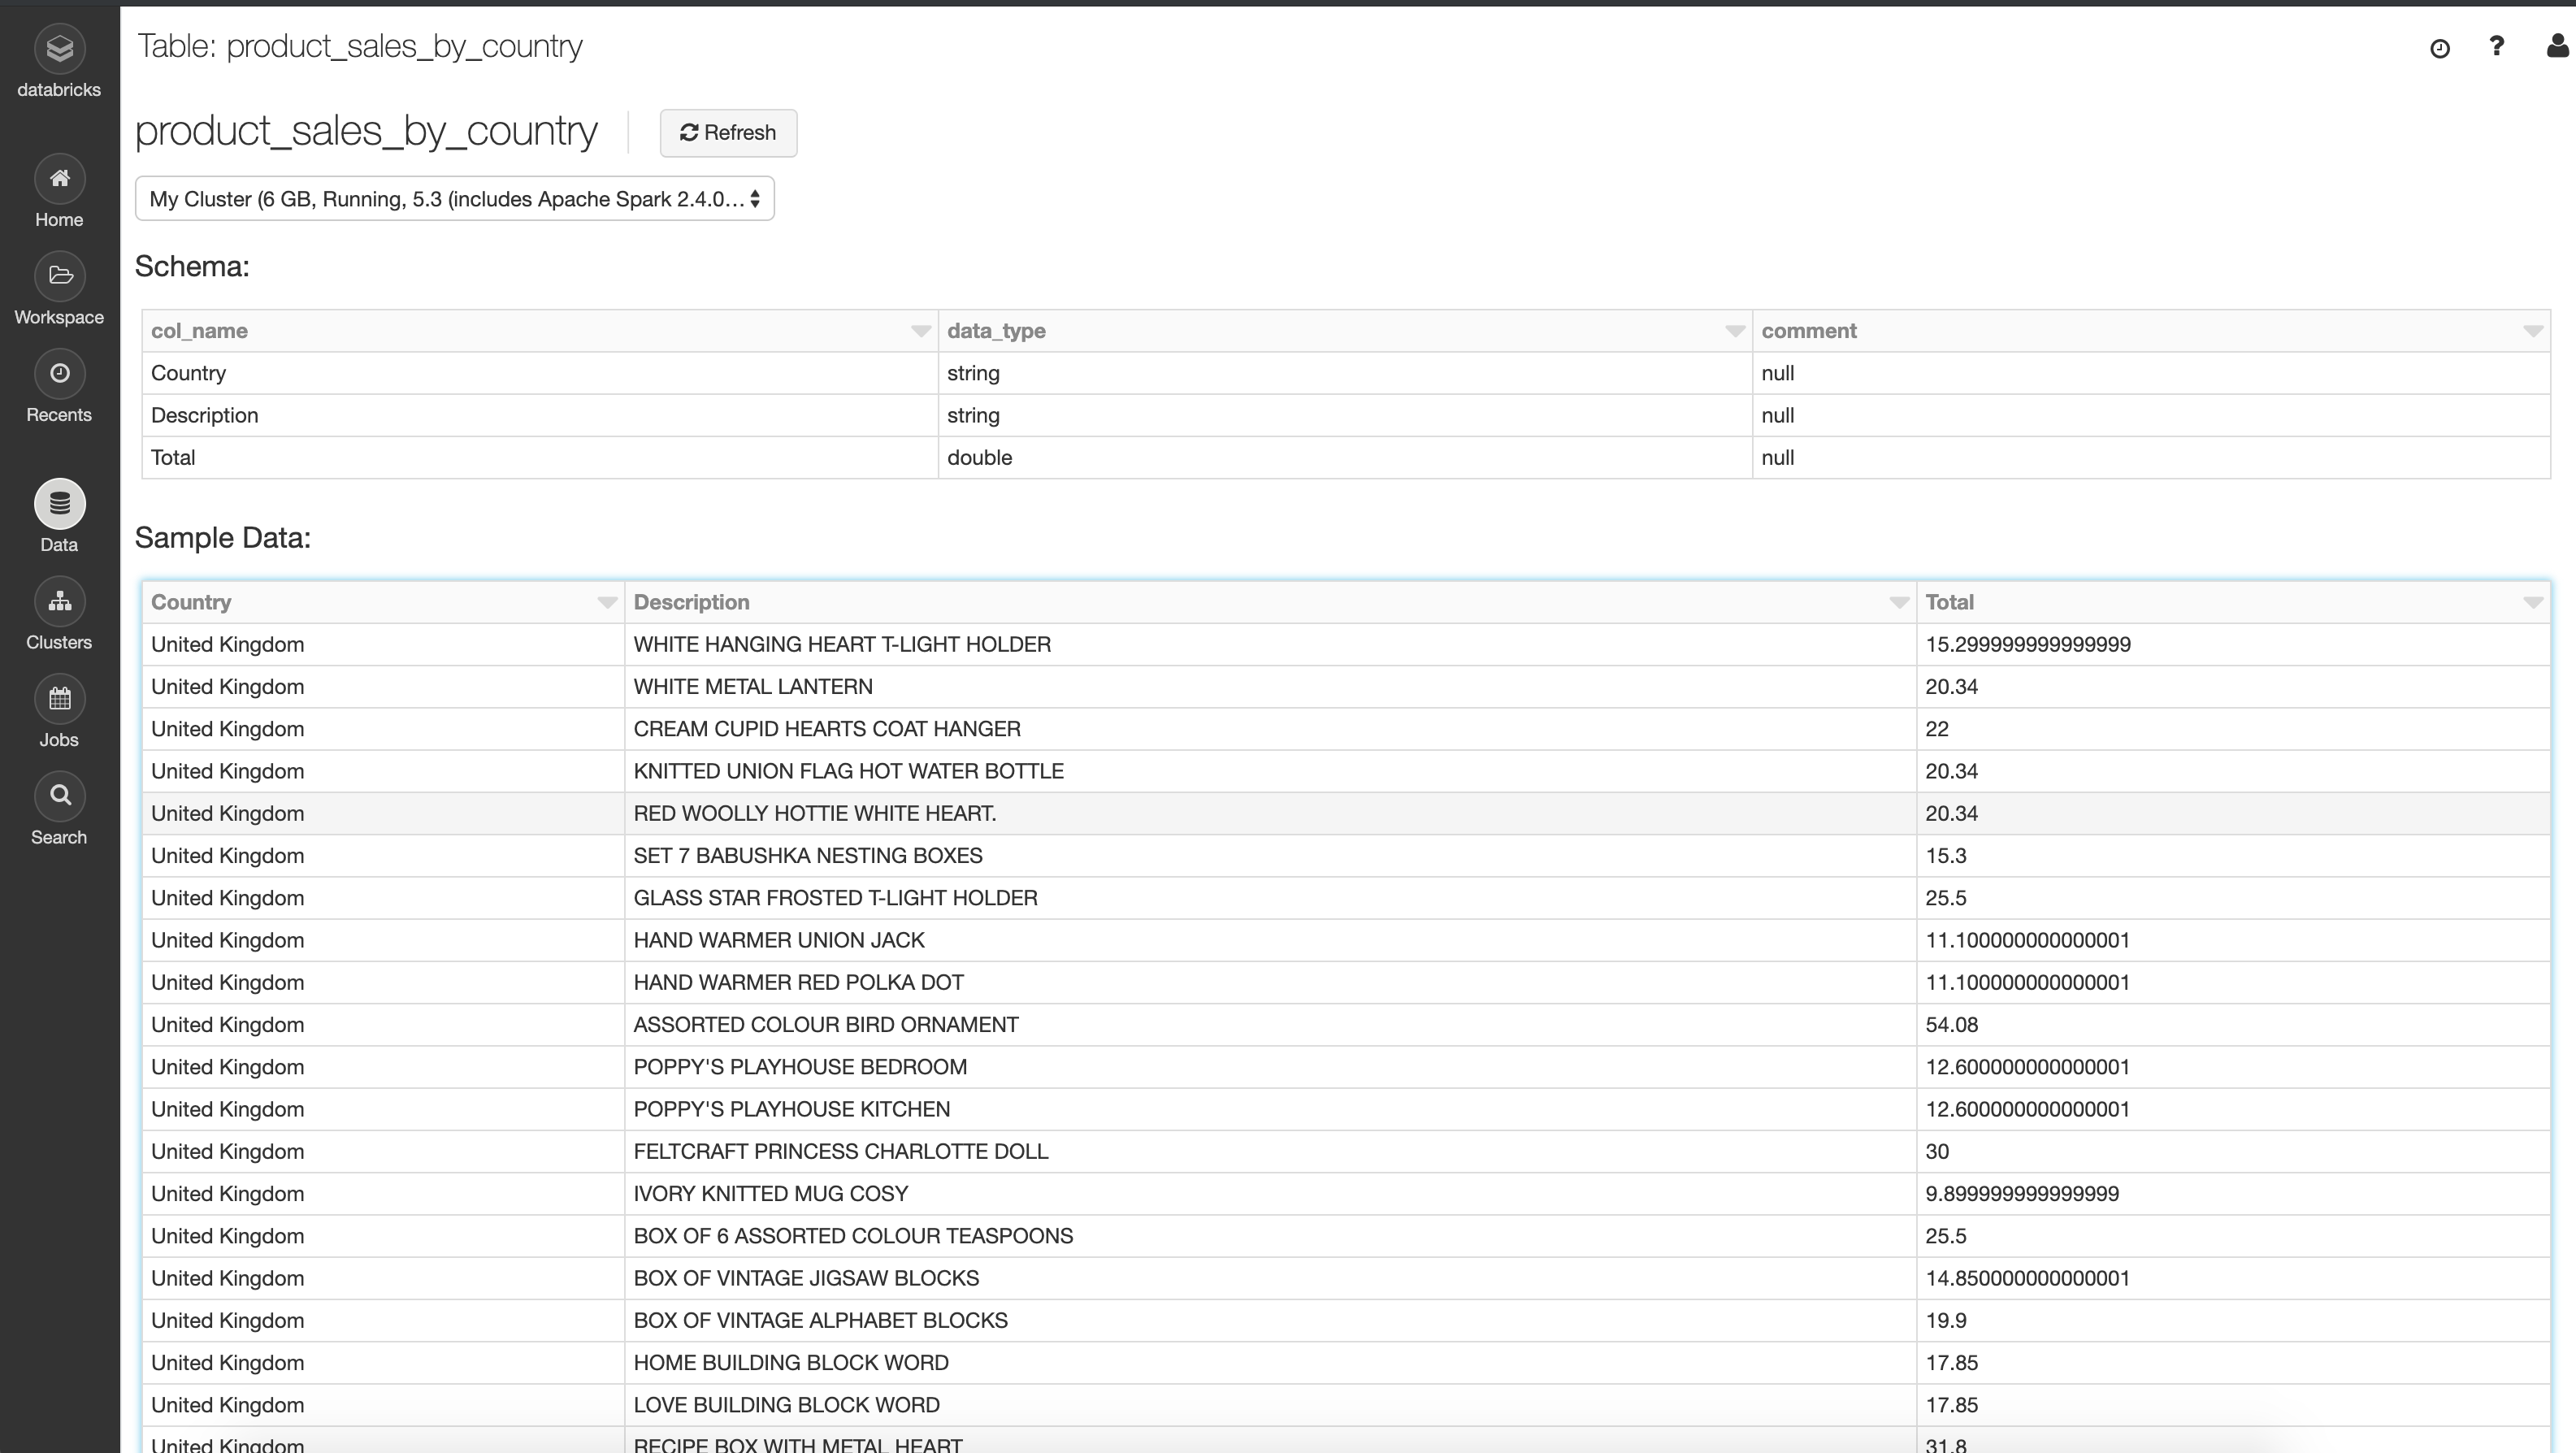 databricks
Home
Workspace
Recents
Data
Clusters
Jobs
Search
Table: product_sales_by_country
?
product_sales_by_country
Refresh
My Cluster (6 GB, Running, 5.3 (includes Apache Spark 2.4.0...
Schema:
col_name data_type comment
Country string null
Description string null
Total double null
Sample Data:
Country Description Total
United Kingdom WHITE HANGING HEART T-LIGHT HOLDER 15.299999999999999
United Kingdom WHITE METAL LANTERN 20.34
United Kingdom CREAM CUPID HEARTS COAT HANGER 22
United Kingdom KNITTED UNION FLAG HOT WATER BOTTLE 20.34
United Kingdom RED WOOLLY HOTTIE WHITE HEART. 20.34
United Kingdom SET 7 BABUSHKA NESTING BOXES 15.3
United Kingdom GLASS STAR FROSTED T-LIGHT HOLDER 25.5
United Kingdom HAND WARMER UNION JACK 11.100000000000001
United Kingdom HAND WARMER RED POLKA DOT 11.100000000000001
United Kingdom ASSORTED COLOUR BIRD ORNAMENT 54.08
United Kingdom POPPY'S PLAYHOUSE BEDROOM 12.600000000000001
United Kingdom POPPY'S PLAYHOUSE KITCHEN 12.600000000000001
United Kingdom FELTCRAFT PRINCESS CHARLOTTE DOLL 30
United Kingdom IVORY KNITTED MUG COSY 9.899999999999999
United Kingdom BOX OF 6 ASSORTED COLOUR TEASPOONS 25.5
United Kingdom BOX OF VINTAGE JIGSAW BLOCKS 14.850000000000001
United Kingdom BOX OF VINTAGE ALPHABET BLOCKS 19.9
United Kingdom HOME BUILDING BLOCK WORD 17.85
United Kingdom LOVE BUILDING BLOCK WORD 17.85
United Kingdom RECIPE BOX WITH METAL HEART 31.8